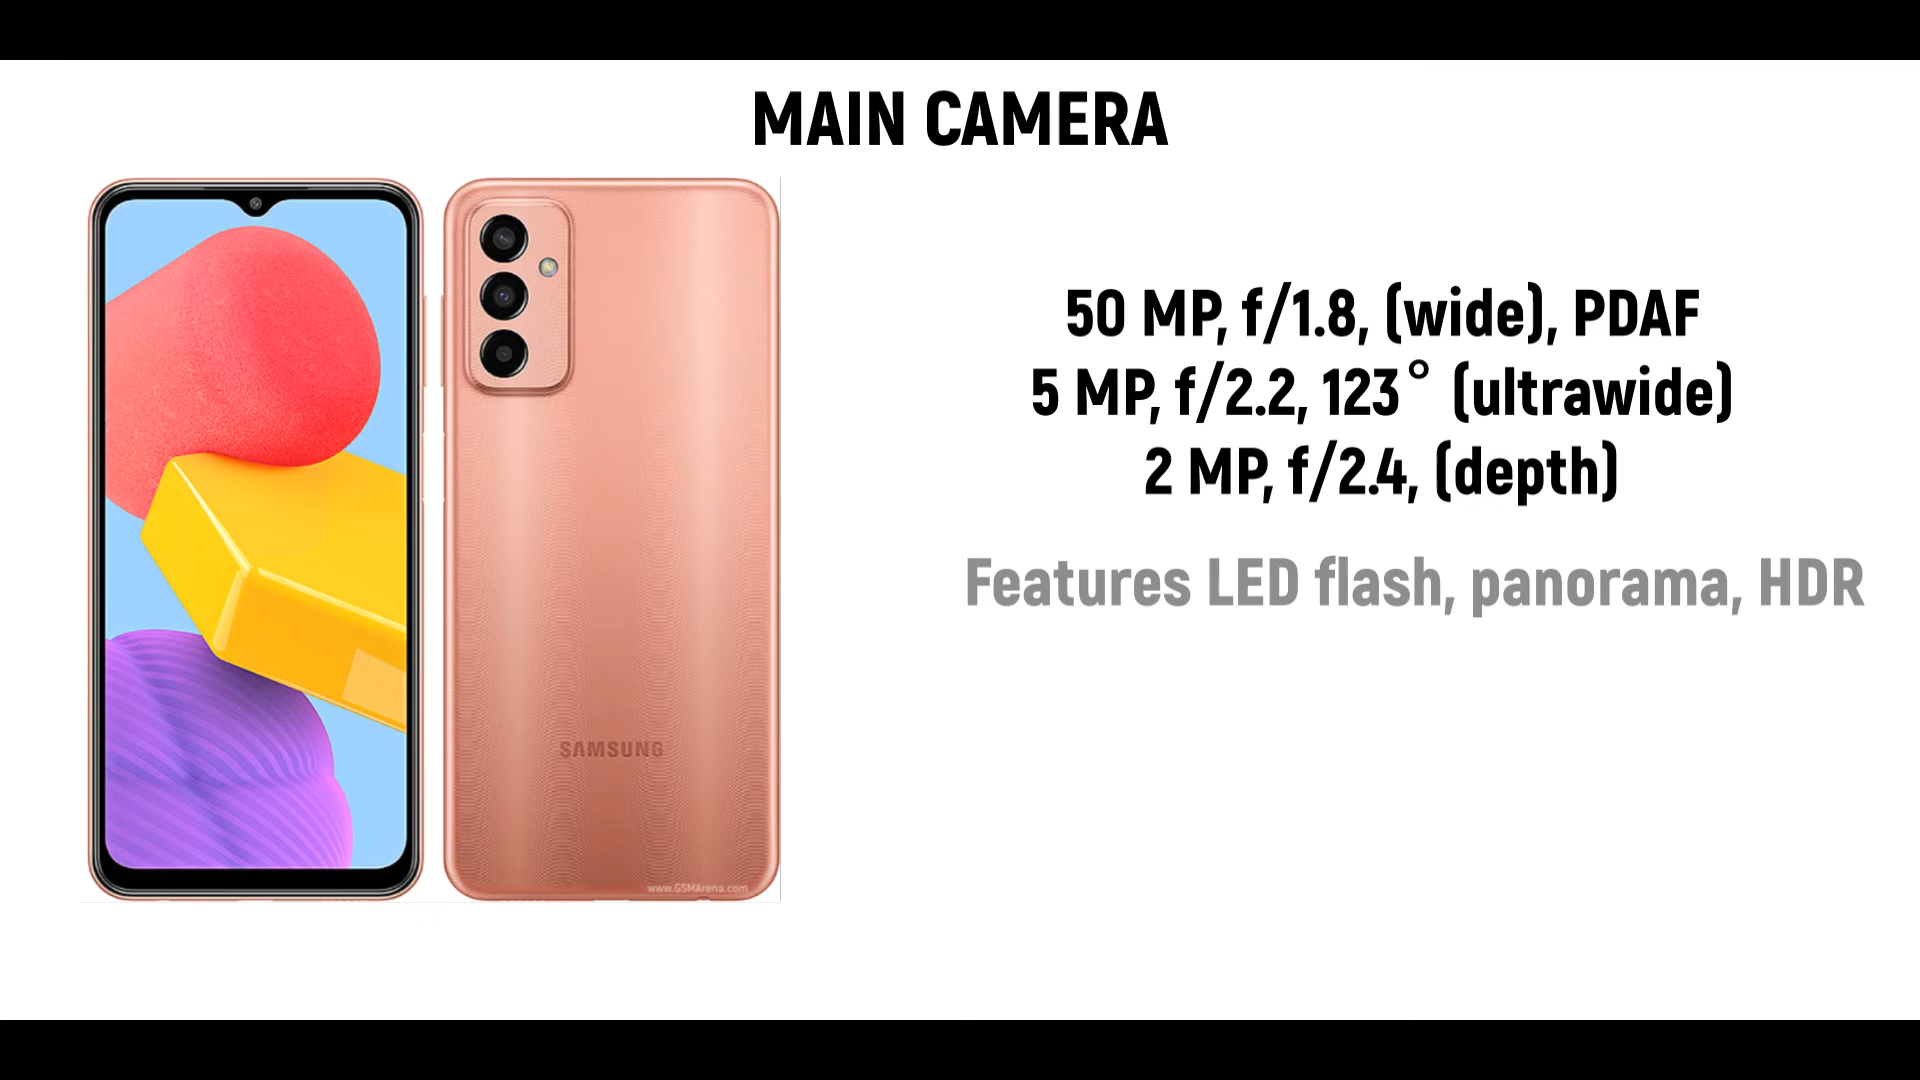 MAIN CAMERA
50 MP, f/1.8, (wide), PDAF
5 MP, f/2.2, 123° (ultrawide)
2 MP, f/2.4, (depth)
Features LED flash, panorama, HDR
SAMSUNG
www.GSMArena.com